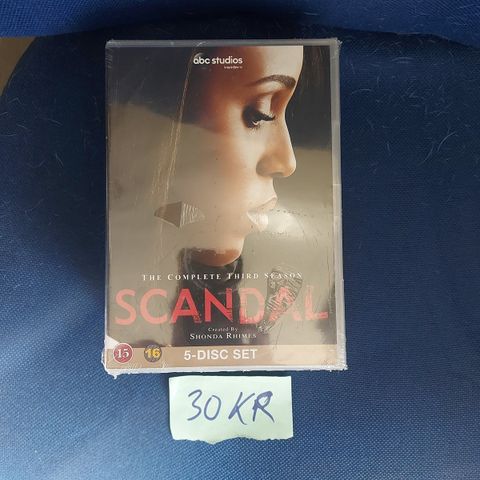 abc studios
THE COMPLETE THIRD SEASON
SCANDAL
Created By
SHONDA RHIMES
15 16 5-DISC SET
30 KR